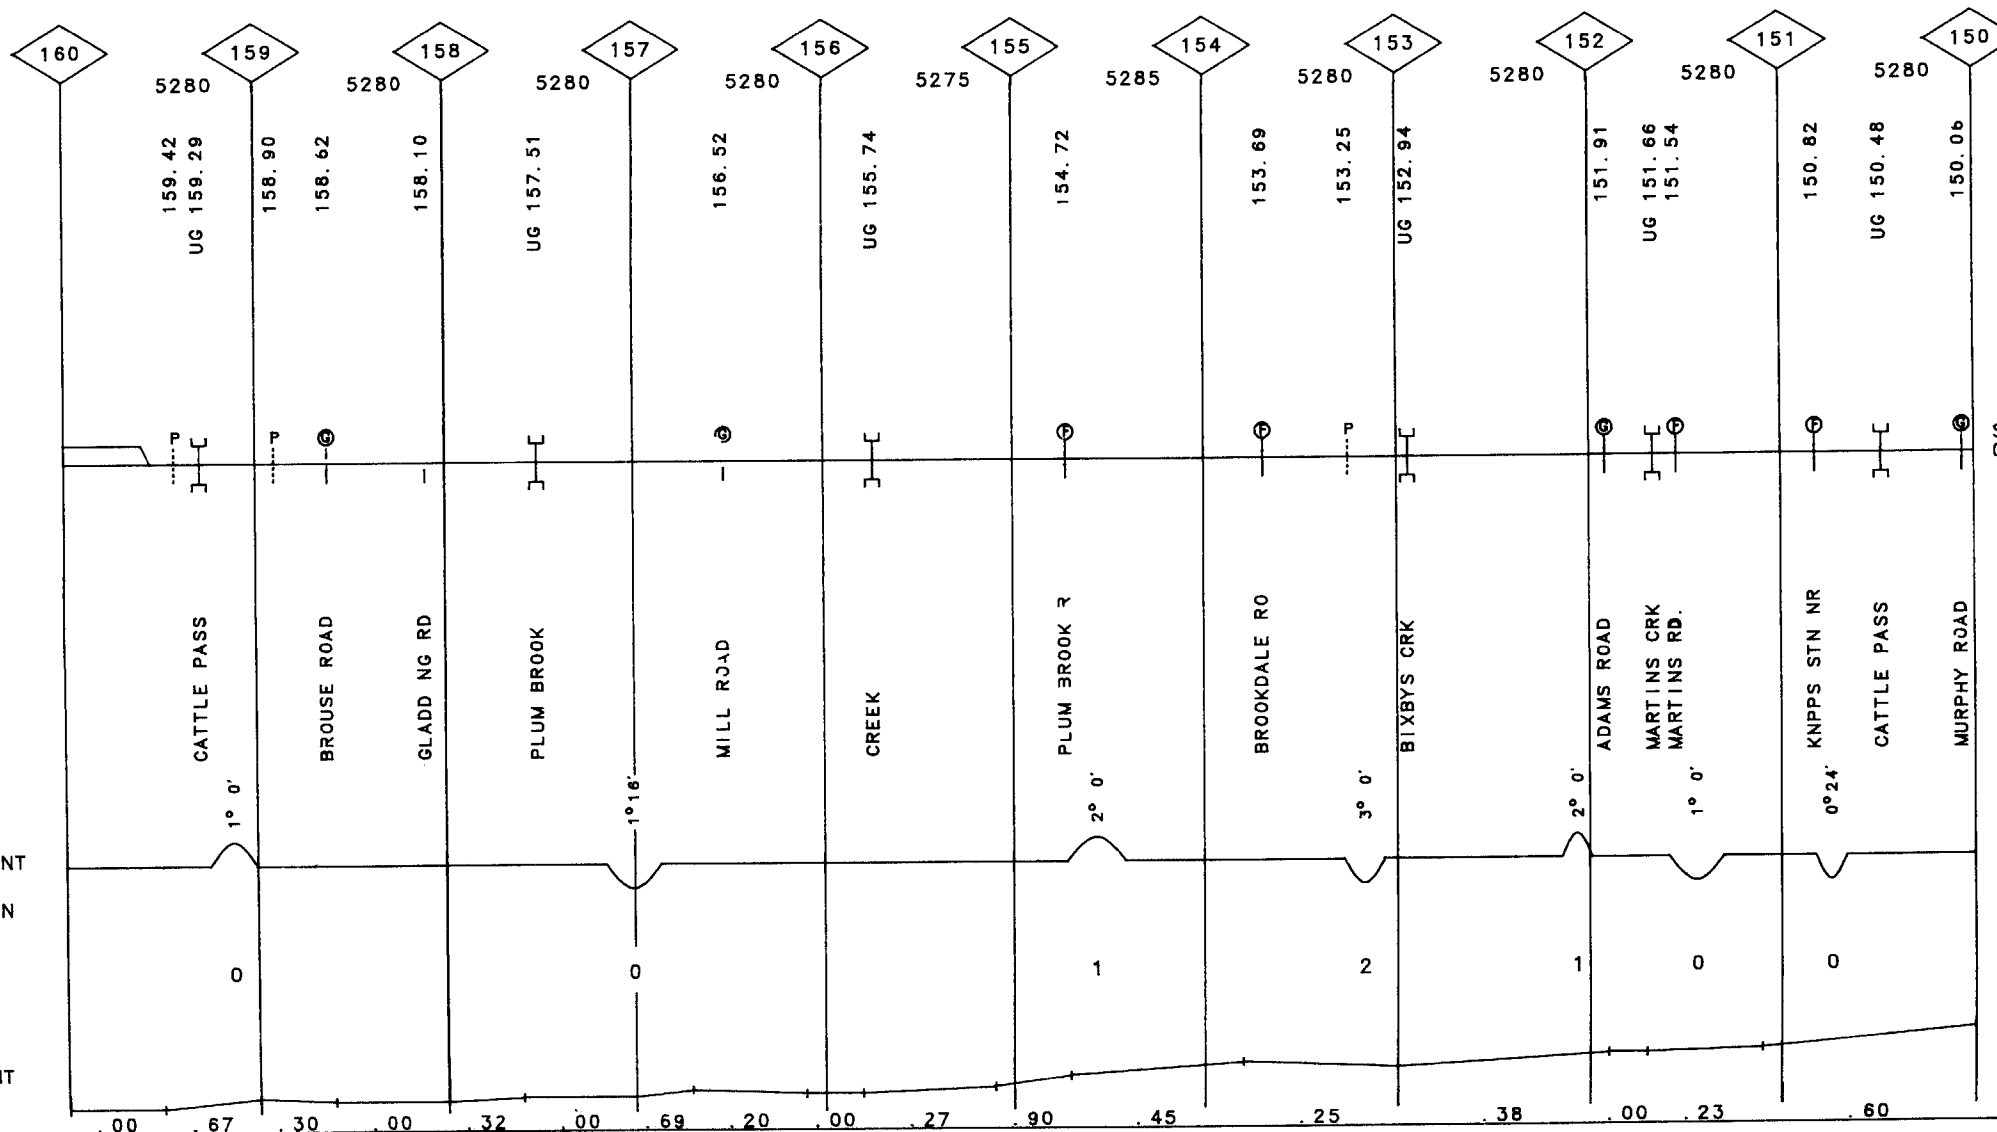 160 159 158 157 156 155 154 153 152 151 150
5280 5280 5280 5280 5275 5285 5280 5280 5280 5280
159.42
UG 159.29
158.90
158.62
158.10
UG 157.51
156.52
UG 155.74
154.72
153.69
153.25
UG 152.94
151.91
UG 151.66
151.54
150.82
UG 150.48
150.06
P P G G F F P G F F G
CATTLE PASS
BROUSE ROAD
GLADD NG RD
PLUM BROOK
MILL ROAD
CREEK
PLUM BROOK R
BROOKDALE RO
BIXBYS CRK
ADAMS ROAD
MARTINS CRK
MARTINS RD.
KNPPS STN NR
CATTLE PASS
MURPHY ROAD
1° 0' 1°16' 2° 0' 3° 0' 2° 0' 1° 0' 0°24'
NT
N
0 0 1 2 1 0 0
NT
.00 .67 .30 .00 .32 .00 .69 .20 .00 .27 .90 .45 .25 .38 .00 .23 .60